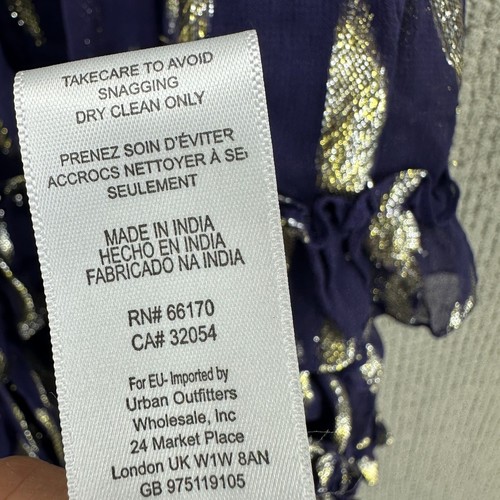 TAKECARE TO AVOID
SNAGGING
DRY CLEAN ONLY
PRENEZ SOIN D'ÉVITER
ACCROCS NETTOYER À SE
SEULEMENT
MADE IN INDIA
HECHO EN INDIA
FABRICADO NA INDIA
RN# 66170
CA# 32054
For EU- Imported by
Urban Outfitters
Wholesale, Inc
24 Market Place
London UK W1W 8AN
GB 975119105